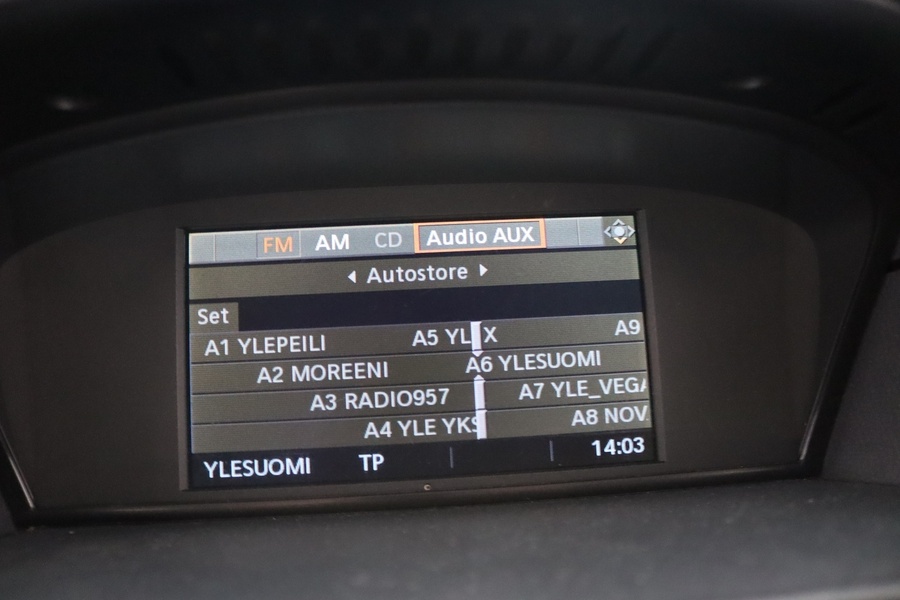 FM AM CD Audio AUX
Autostore
Set
A1 YLEPEILI A5 YL X A9
A2 MOREENI A6 YLESUOMI
A3 RADIO957 A7 YLE_VEGA
A4 YLE YKS A8 NOV
YLESUOMI TP 14:03